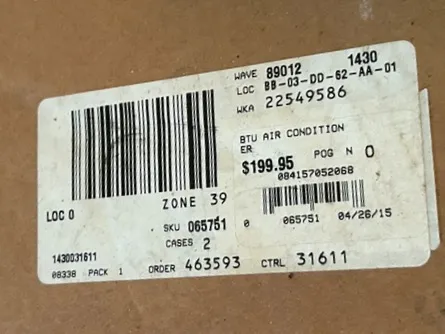 WAVE 89012 1430
LOC BB-03-DD-62-AA-01
WKA 22549586
BTU AIR CONDITION
ER
$199.95 POG N 0
084157052068
LOC 0 ZONE 39
SKU 065751
0 065751 04/26/15
CASES 2
1430031611
08338 PACK 1 ORDER 463593 CTRL 31611